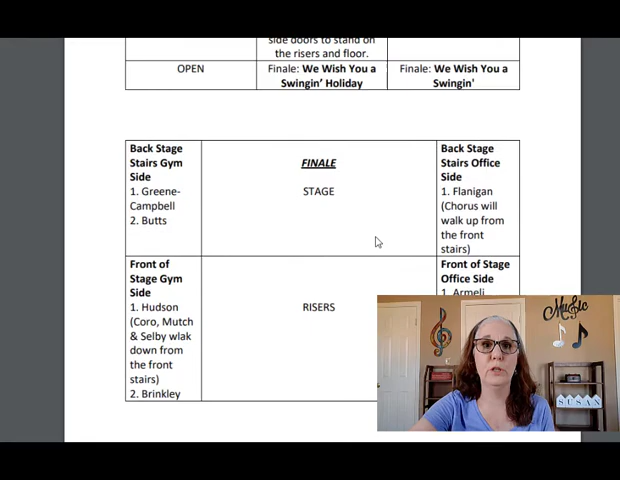 side doors to stand on
the risers and floor.
OPEN
Finale: We Wish You a
Swingin’ Holiday
Finale: We Wish You a
Swingin'
Back Stage
Stairs Gym
Side
1. Greene-
Campbell
2. Butts
FINALE
STAGE
Back Stage
Stairs Office
Side
1. Flanigan
(Chorus will
walk up from
the front
stairs)
Front of
Stage Gym
Side
1. Hudson
(Coro, Mutch
& Selby wlak
down from
the front
stairs)
2. Brinkley
RISERS
Front of Stage
Office Side
1. Armeli
Music
SUSAN